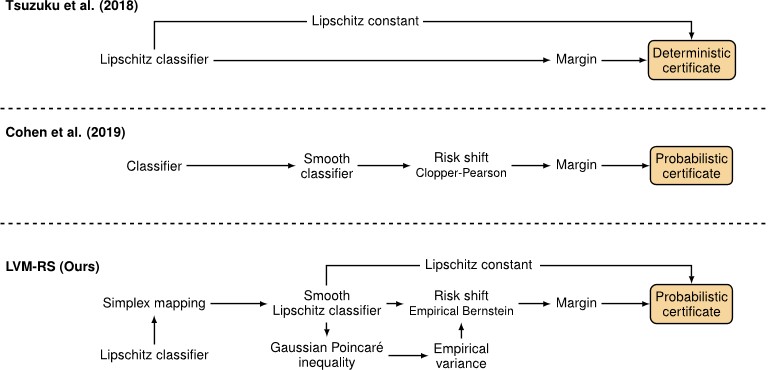 Tsuzuku et al. (2018)
Lipschitz constant
Lipschitz classifier
Margin
Deterministic
certificate
Cohen et al. (2019)
Classifier
Smooth
classifier
Risk shift
Clopper-Pearson
Margin
Probabilistic
certificate
LVM-RS (Ours)
Lipschitz constant
Simplex mapping
Smooth
Lipschitz classifier
Risk shift
Empirical Bernstein
Margin
Probabilistic
certificate
Lipschitz classifier
Gaussian Poincaré
inequality
Empirical
variance